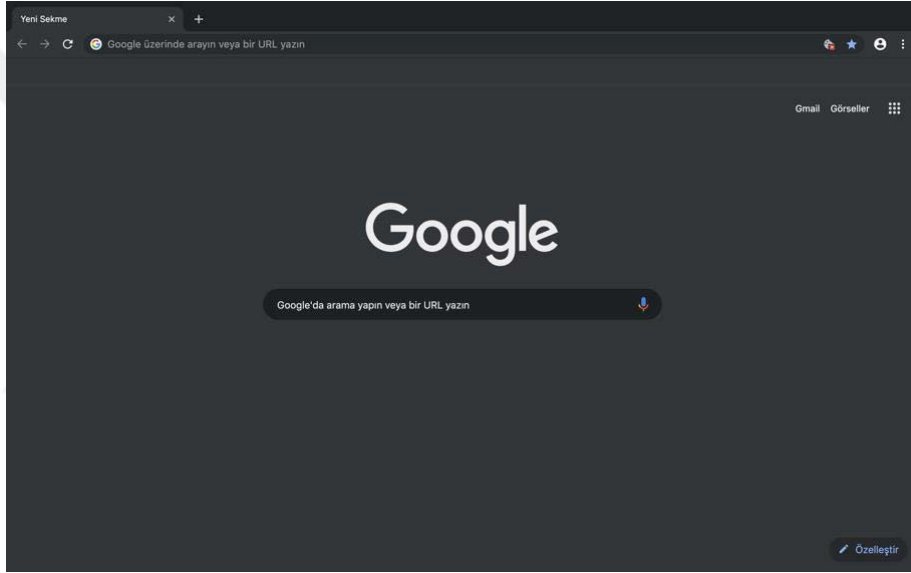 Yeni Sekme
Google üzerinde arayın veya bir URL yazın
Gmail Görseller
Google
Google'da arama yapın veya bir URL yazın
Özelleştir